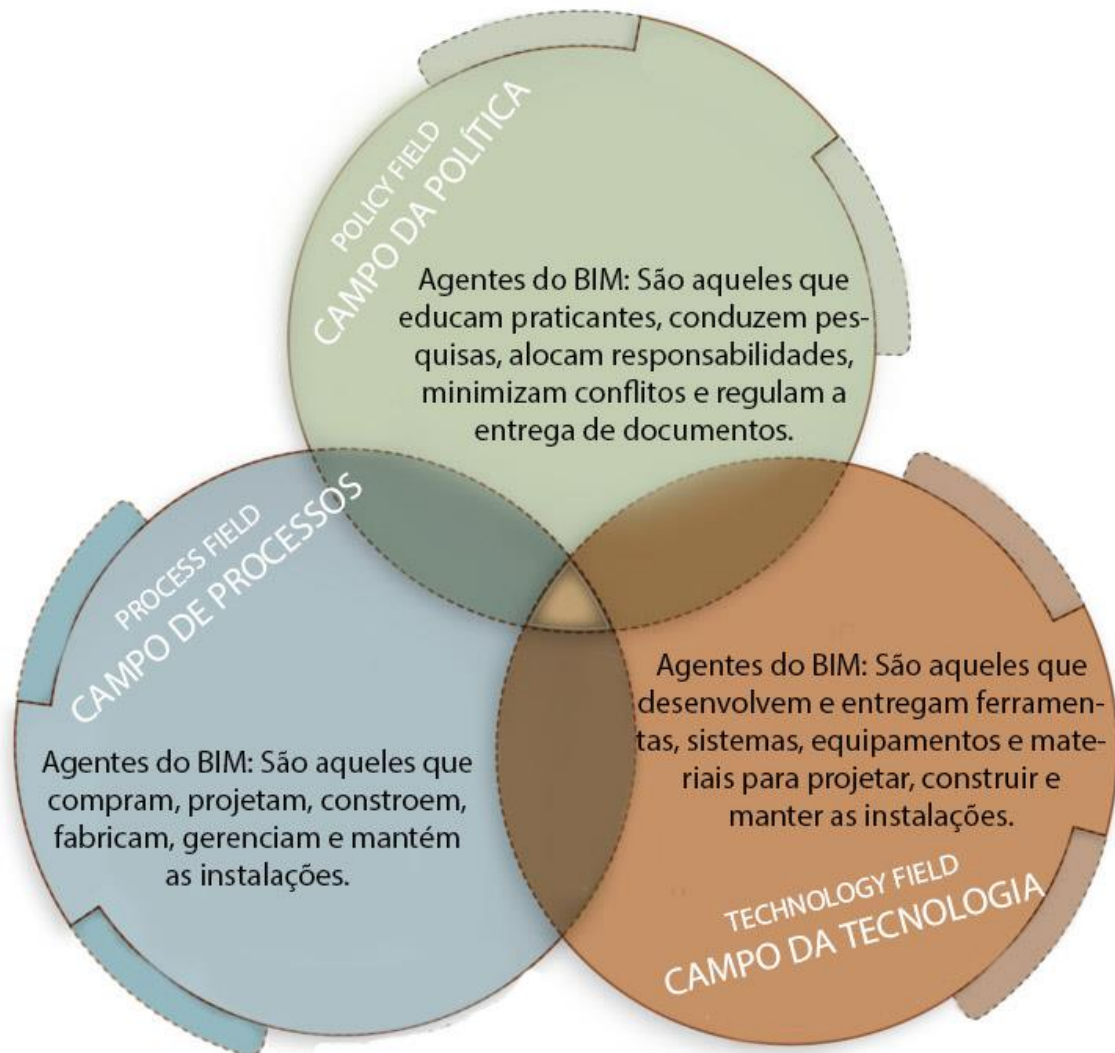 POLICY FIELD
CAMPO DA POLÍTICA
Agentes do BIM: São aqueles que
educam praticantes, conduzem pes-
quisas, alocam responsabilidades,
minimizam conflitos e regulam a
entrega de documentos.
PROCESS FIELD
CAMPO DE PROCESSOS
Agentes do BIM: São aqueles que
compram, projetam, constroem,
fabricam, gerenciam e mantém
as instalações.
Agentes do BIM: São aqueles que
desenvolvem e entregam ferramen-
tas, sistemas, equipamentos e mate-
riais para projetar, construir e
manter as instalações.
TECHNOLOGY FIELD
CAMPO DA TECNOLOGIA